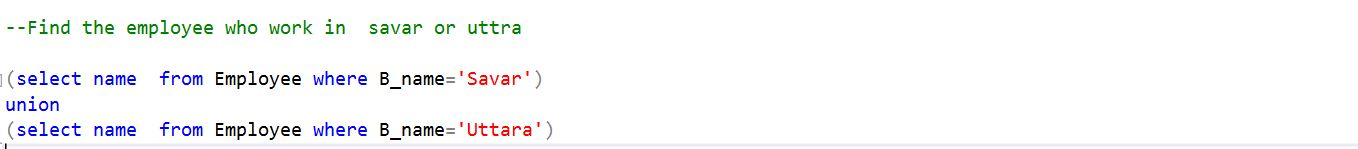 --Find the employee who work in  savar or uttra
(select name  from Employee where B_name='Savar')
union
(select name  from Employee where B_name='Uttara')